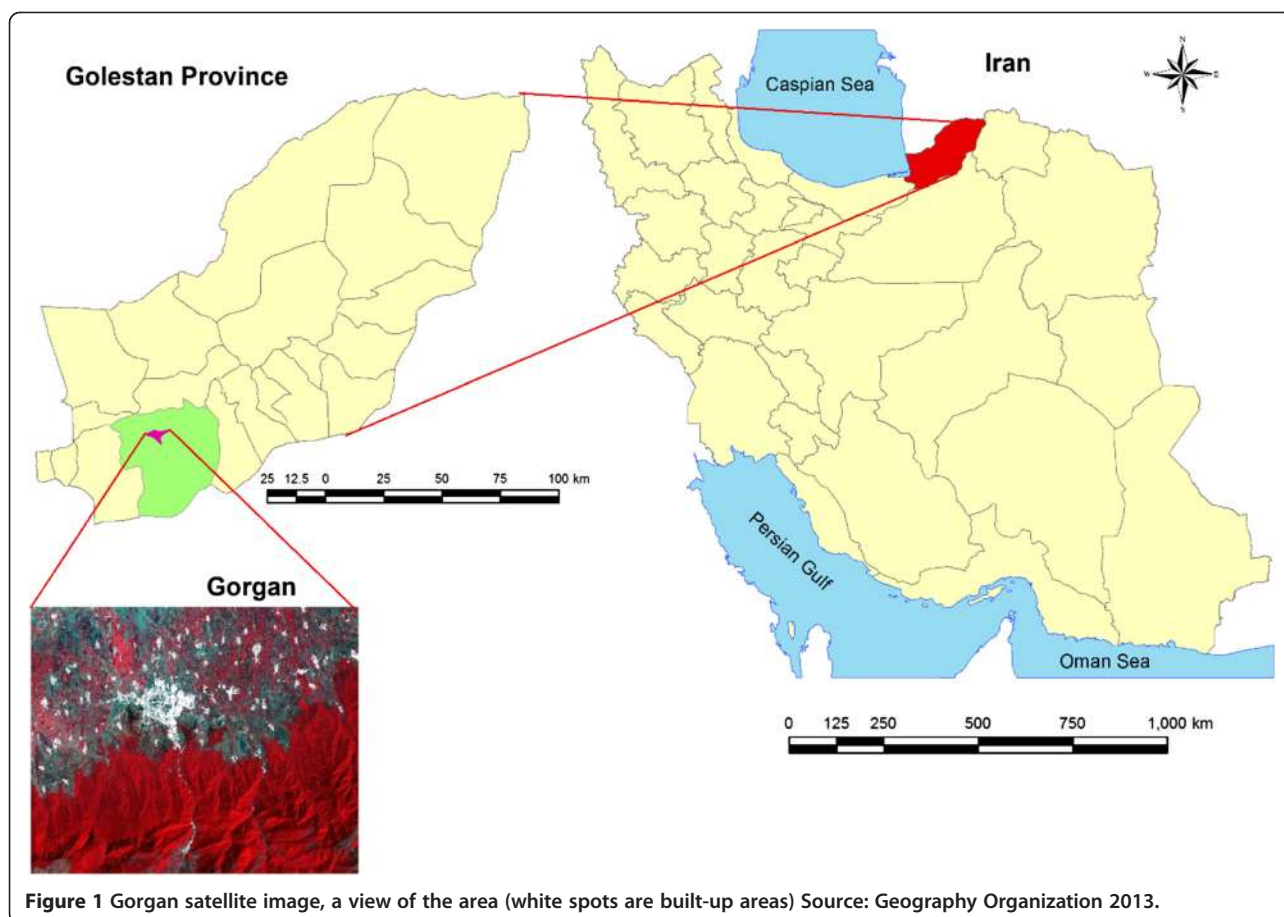 Golestan Province
Iran
Caspian Sea
N
W
E
S
25 12.5 0 25 50 75 100 km
Gorgan
Persian Gulf
Oman Sea
0 125 250 500 750 1,000 km
Figure 1 Gorgan satellite image, a view of the area (white spots are built-up areas) Source: Geography Organization 2013.